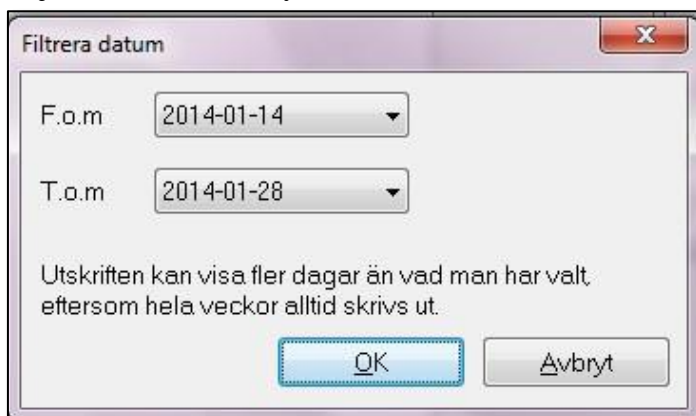 Filtrera datum
F.o.m 2014-01-14
T.o.m 2014-01-28
Utskriften kan visa fler dagar än vad man har valt,
eftersom hela veckor alltid skrivs ut.
OK Avbryt